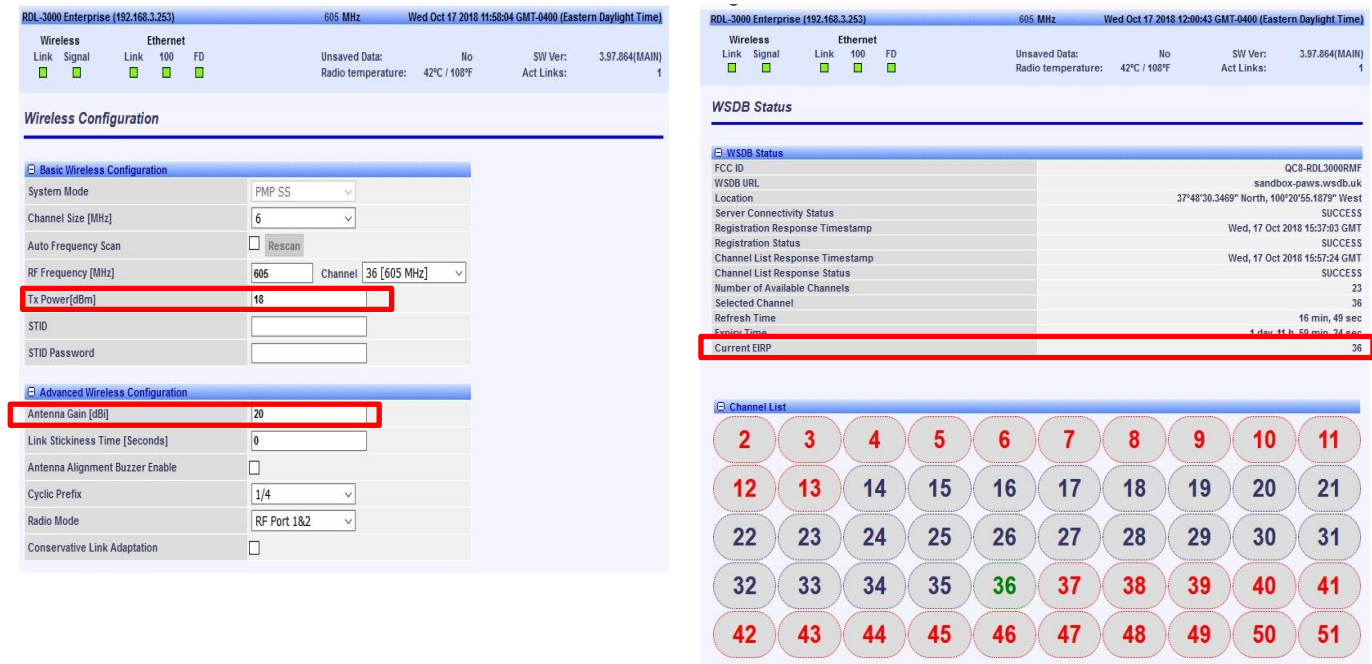 RDL-3000 Enterprise (192.168.3.253) 605 MHz Wed Oct 17 2018 11:58:04 GMT-0400 (Eastern Daylight Time)
Wireless Ethernet
Link Signal Link 100 FD Unsaved Data: No SW Ver: 3.97.864(MAIN)
Radio temperature: 42ºC / 108ºF Act Links: 1
Wireless Configuration
Basic Wireless Configuration
System Mode PMP SS
Channel Size [MHz] 6
Auto Frequency Scan Rescan
RF Frequency [MHz] 605 Channel 36 [605 MHz]
Tx Power[dBm] 18
STID
STID Password
Advanced Wireless Configuration
Antenna Gain [dBi] 20
Link Stickiness Time [Seconds] 0
Antenna Alignment Buzzer Enable
Cyclic Prefix 1/4
Radio Mode RF Port 1&2
Conservative Link Adaptation
RDL-3000 Enterprise (192.168.3.253) 605 MHz Wed Oct 17 2018 12:00:43 GMT-0400 (Eastern Daylight Time)
Wireless Ethernet
Link Signal Link 100 FD Unsaved Data: No SW Ver: 3.97.864(MAIN)
Radio temperature: 42ºC / 108ºF Act Links: 1
WSDB Status
WSDB Status
FCC ID QC8-RDL3000RMF
WSDB URL sandbox-paws.wsdb.uk
Location 37°48'30.3469" North, 100°20'55.1879" West
Server Connectivity Status SUCCESS
Registration Response Timestamp Wed, 17 Oct 2018 15:37:03 GMT
Registration Status SUCCESS
Channel List Response Timestamp Wed, 17 Oct 2018 15:57:24 GMT
Channel List Response Status SUCCESS
Number of Available Channels 23
Selected Channel 36
Refresh Time 16 min, 49 sec
Expiry Time 1 day, 11 h, 59 min, 24 sec
Current EIRP 36
Channel List
2 3 4 5 6 7 8 9 10 11
12 13 14 15 16 17 18 19 20 21
22 23 24 25 26 27 28 29 30 31
32 33 34 35 36 37 38 39 40 41
42 43 44 45 46 47 48 49 50 51